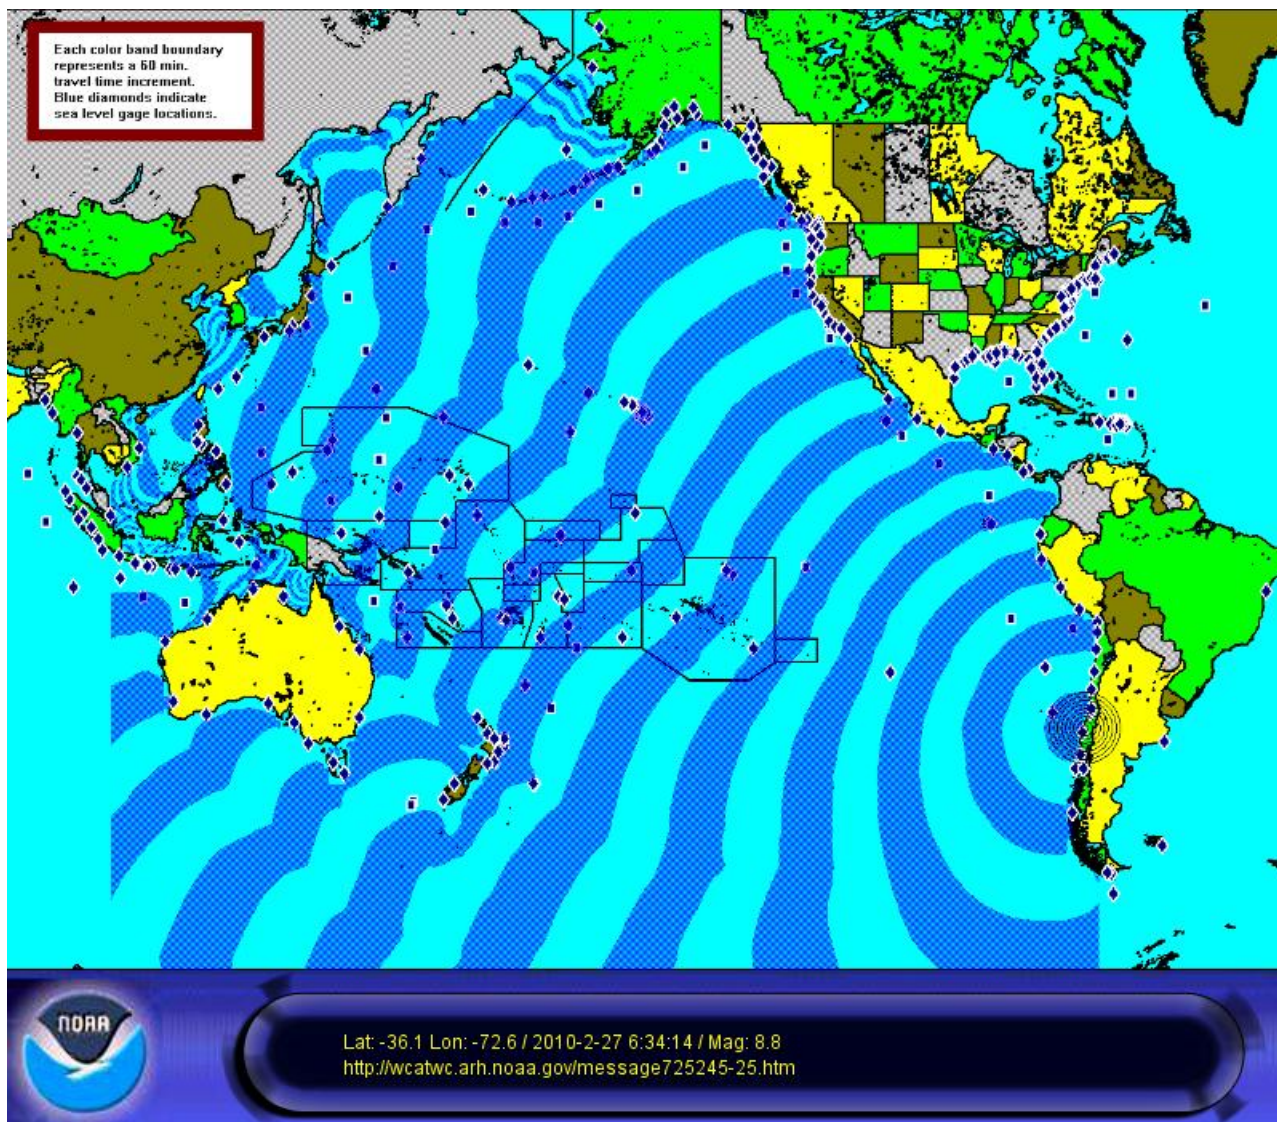 Each color band boundary
represents a 60 min.
travel time increment.
Blue diamonds indicate
sea level gage locations.
NOAA
Lat: -36.1 Lon: -72.6 / 2010-2-27 6:34:14 / Mag: 8.8
http://wcatwc.arh.noaa.gov/message725245-25.htm